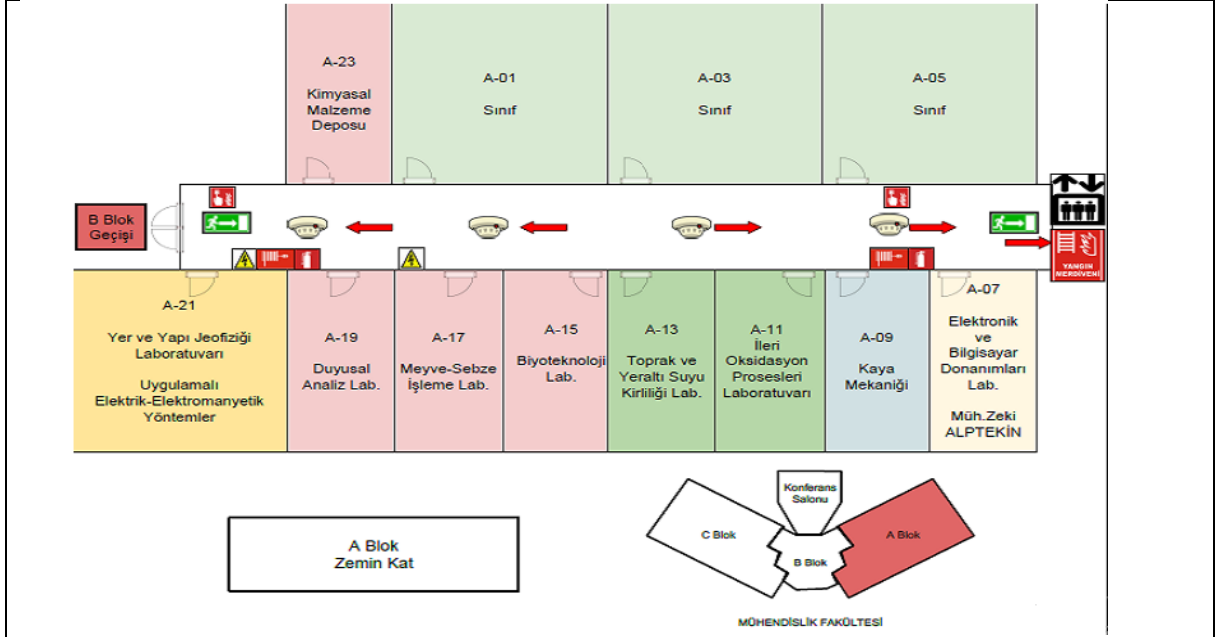 A-23
Kimyasal
Malzeme
Deposu
A-01
Sınıf
A-03
Sınıf
A-05
Sınıf
B Blok
Geçişi
YANGIN
MERDİVENİ
A-21
Yer ve Yapı Jeofiziği
Laboratuvarı
Uygulamalı
Elektrik-Elektromanyetik
Yöntemler
A-19
Duyusal
Analiz Lab.
A-17
Meyve-Sebze
İşleme Lab.
A-15
Biyoteknoloji
Lab.
A-13
Toprak ve
Yeraltı Suyu
Kirliliği Lab.
A-11
İleri
Oksidasyon
Prosesleri
Laboratuvarı
A-09
Kaya
Mekaniği
A-07
Elektronik
ve
Bilgisayar
Donanımları
Lab.
Müh.Zeki
ALPTEKİN
A Blok
Zemin Kat
Konferans
Salonu
C Blok
B Blok
A Blok
MÜHENDİSLİK FAKÜLTESİ